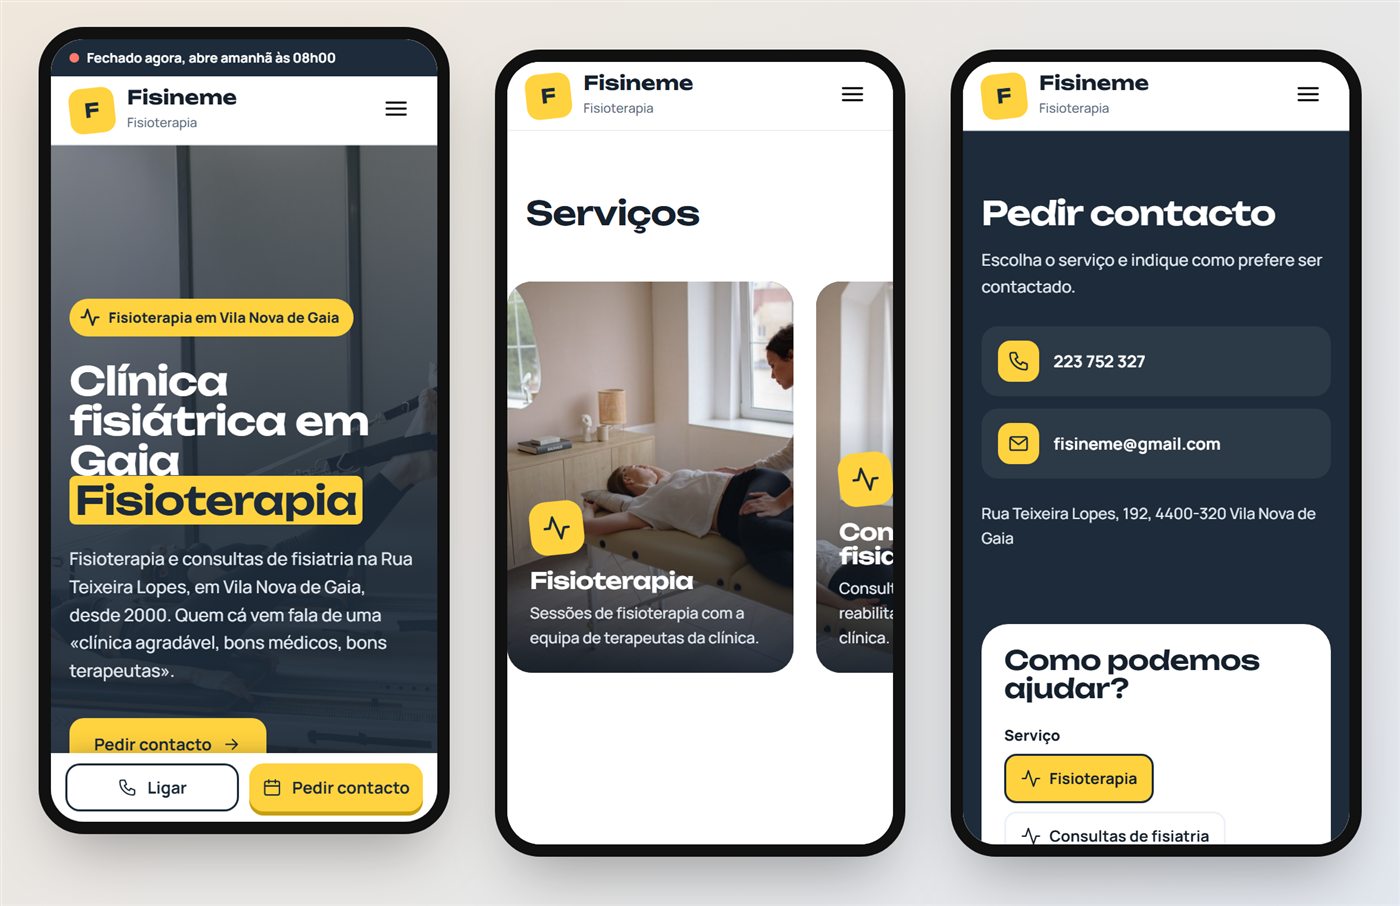 Fechado agora, abre amanhã às 08h00
F
Fisineme
Fisioterapia
Fisioterapia em Vila Nova de Gaia
Clínica
fisiátrica em
Gaia
Fisioterapia
Fisioterapia e consultas de fisiatria na Rua
Teixeira Lopes, em Vila Nova de Gaia,
desde 2000. Quem cá vem fala de uma
«clínica agradável, bons médicos, bons
terapeutas».
Pedir contacto
Ligar
Pedir contacto
F
Fisineme
Fisioterapia
Serviços
Fisioterapia
Sessões de fisioterapia com a
equipa de terapeutas da clínica.
clínica.
F
Fisineme
Fisioterapia
Pedir contacto
Escolha o serviço e indique como prefere ser
contactado.
223 752 327
fisineme@gmail.com
Rua Teixeira Lopes, 192, 4400-320 Vila Nova de
Gaia
Como podemos
ajudar?
Serviço
Fisioterapia
Consultas de fisiatria